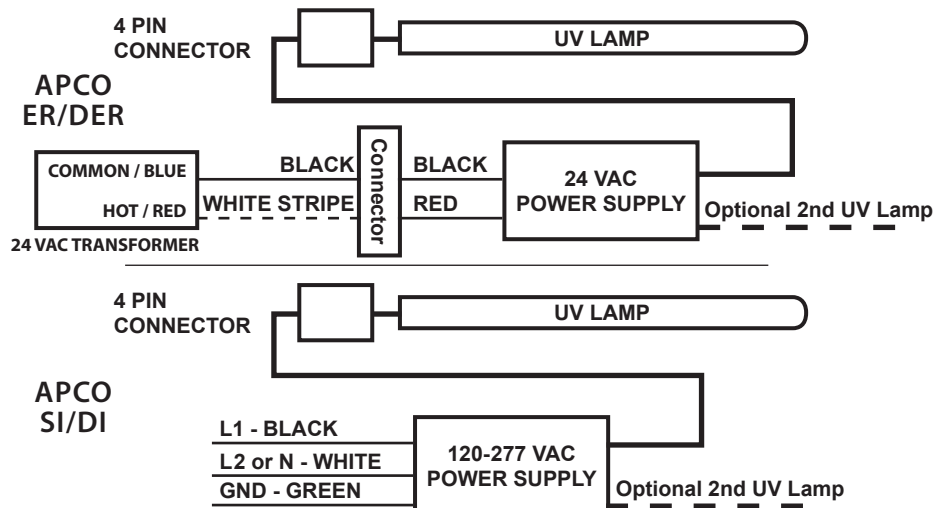 4 PIN
CONNECTOR
UV LAMP
APCO
ER/DER
COMMON / BLUE
HOT / RED
24 VAC TRANSFORMER
BLACK
WHITE STRIPE
Connector
BLACK
RED
24 VAC
POWER SUPPLY
Optional 2nd UV Lamp
4 PIN
CONNECTOR
UV LAMP
APCO
SI/DI
L1 - BLACK
L2 or N - WHITE
GND - GREEN
120-277 VAC
POWER SUPPLY
Optional 2nd UV Lamp